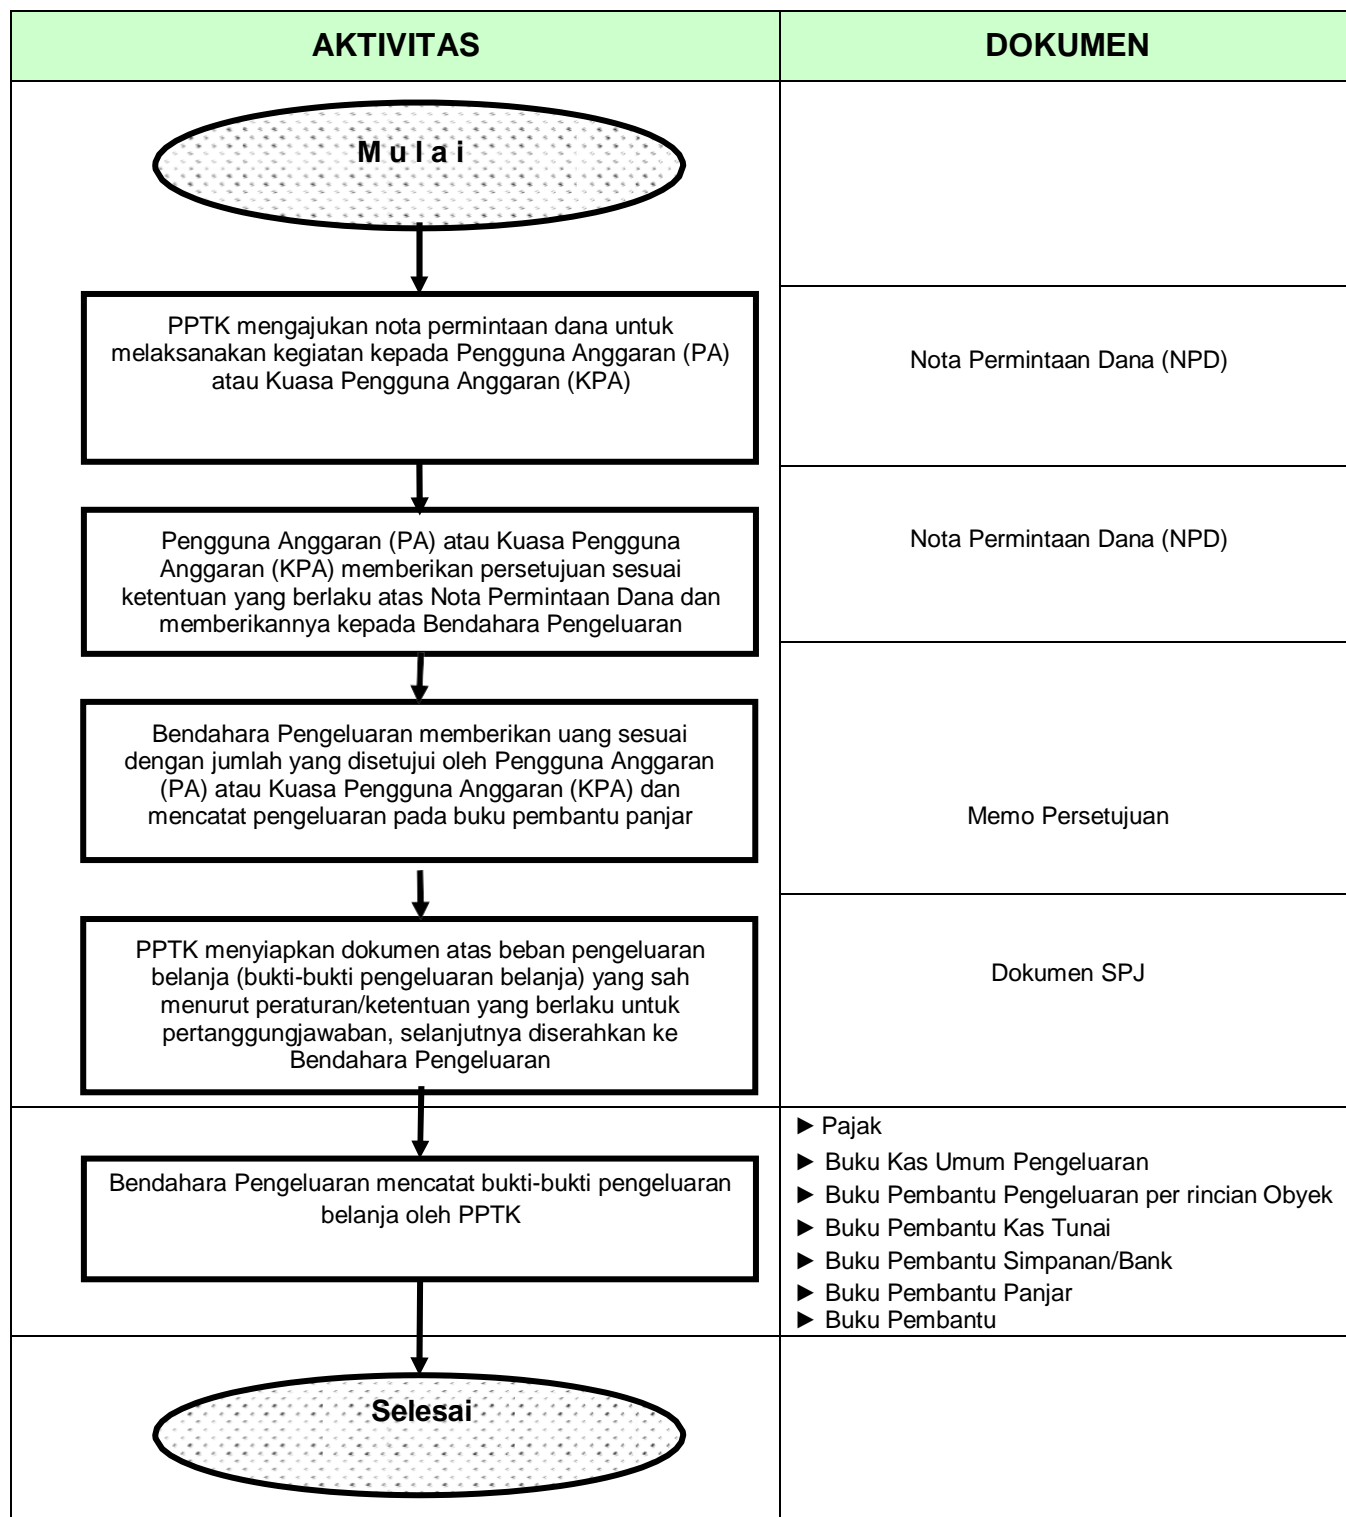 AKTIVITAS
DOKUMEN
M u l a i
PPTK mengajukan nota permintaan dana untuk
melaksanakan kegiatan kepada Pengguna Anggaran (PA)
atau Kuasa Pengguna Anggaran (KPA)
Nota Permintaan Dana (NPD)
Pengguna Anggaran (PA) atau Kuasa Pengguna
Anggaran (KPA) memberikan persetujuan sesuai
ketentuan yang berlaku atas Nota Permintaan Dana dan
memberikannya kepada Bendahara Pengeluaran
Nota Permintaan Dana (NPD)
Bendahara Pengeluaran memberikan uang sesuai
dengan jumlah yang disetujui oleh Pengguna Anggaran
(PA) atau Kuasa Pengguna Anggaran (KPA) dan
mencatat pengeluaran pada buku pembantu panjar
Memo Persetujuan
PPTK menyiapkan dokumen atas beban pengeluaran
belanja (bukti-bukti pengeluaran belanja) yang sah
menurut peraturan/ketentuan yang berlaku untuk
pertanggungjawaban, selanjutnya diserahkan ke
Bendahara Pengeluaran
Dokumen SPJ
Bendahara Pengeluaran mencatat bukti-bukti pengeluaran
belanja oleh PPTK
► Pajak
► Buku Kas Umum Pengeluaran
► Buku Pembantu Pengeluaran per rincian Obyek
► Buku Pembantu Kas Tunai
► Buku Pembantu Simpanan/Bank
► Buku Pembantu Panjar
► Buku Pembantu
Selesai